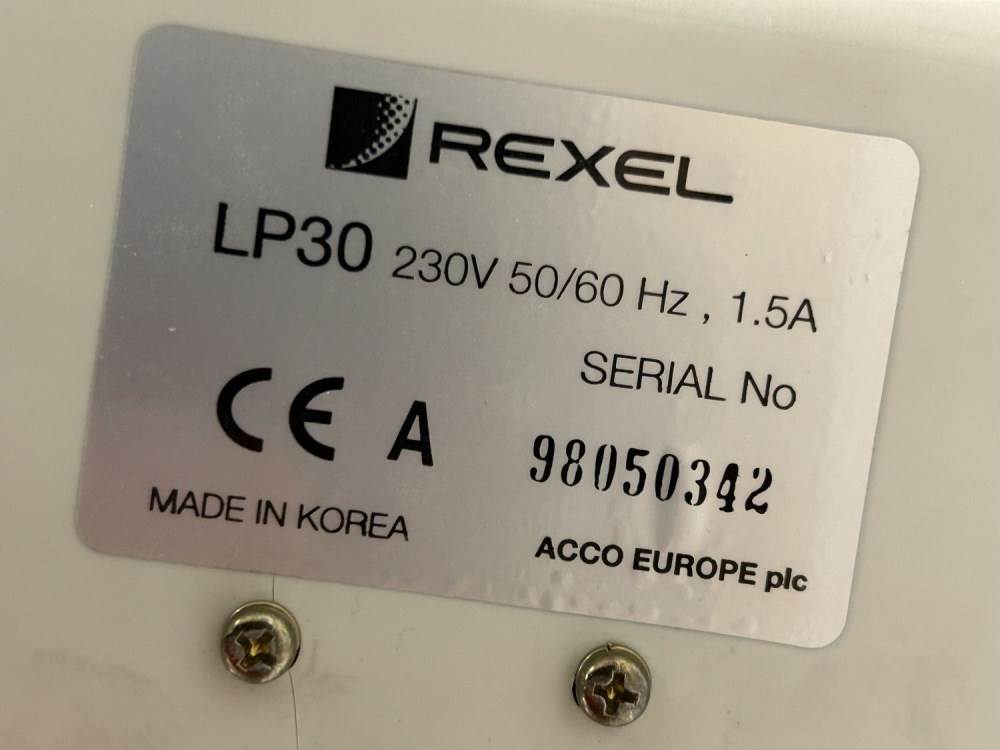 REXEL
LP30 230V 50/60 Hz , 1.5A
SERIAL No
CE A
98050342
MADE IN KOREA
ACCO EUROPE plc